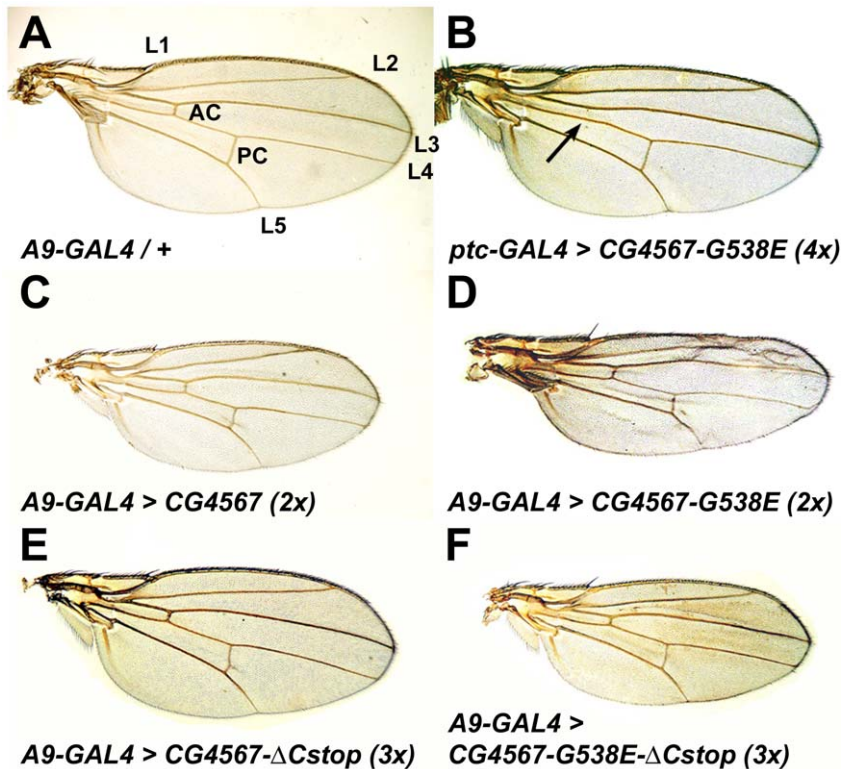 A
L1
L2
AC
L3
PC
L4
L5
A9-GAL4 / +
B
ptc-GAL4 > CG4567-G538E (4x)
C
A9-GAL4 > CG4567 (2x)
D
A9-GAL4 > CG4567-G538E (2x)
E
A9-GAL4 > CG4567-ΔCstop (3x)
F
A9-GAL4 >
CG4567-G538E-ΔCstop (3x)